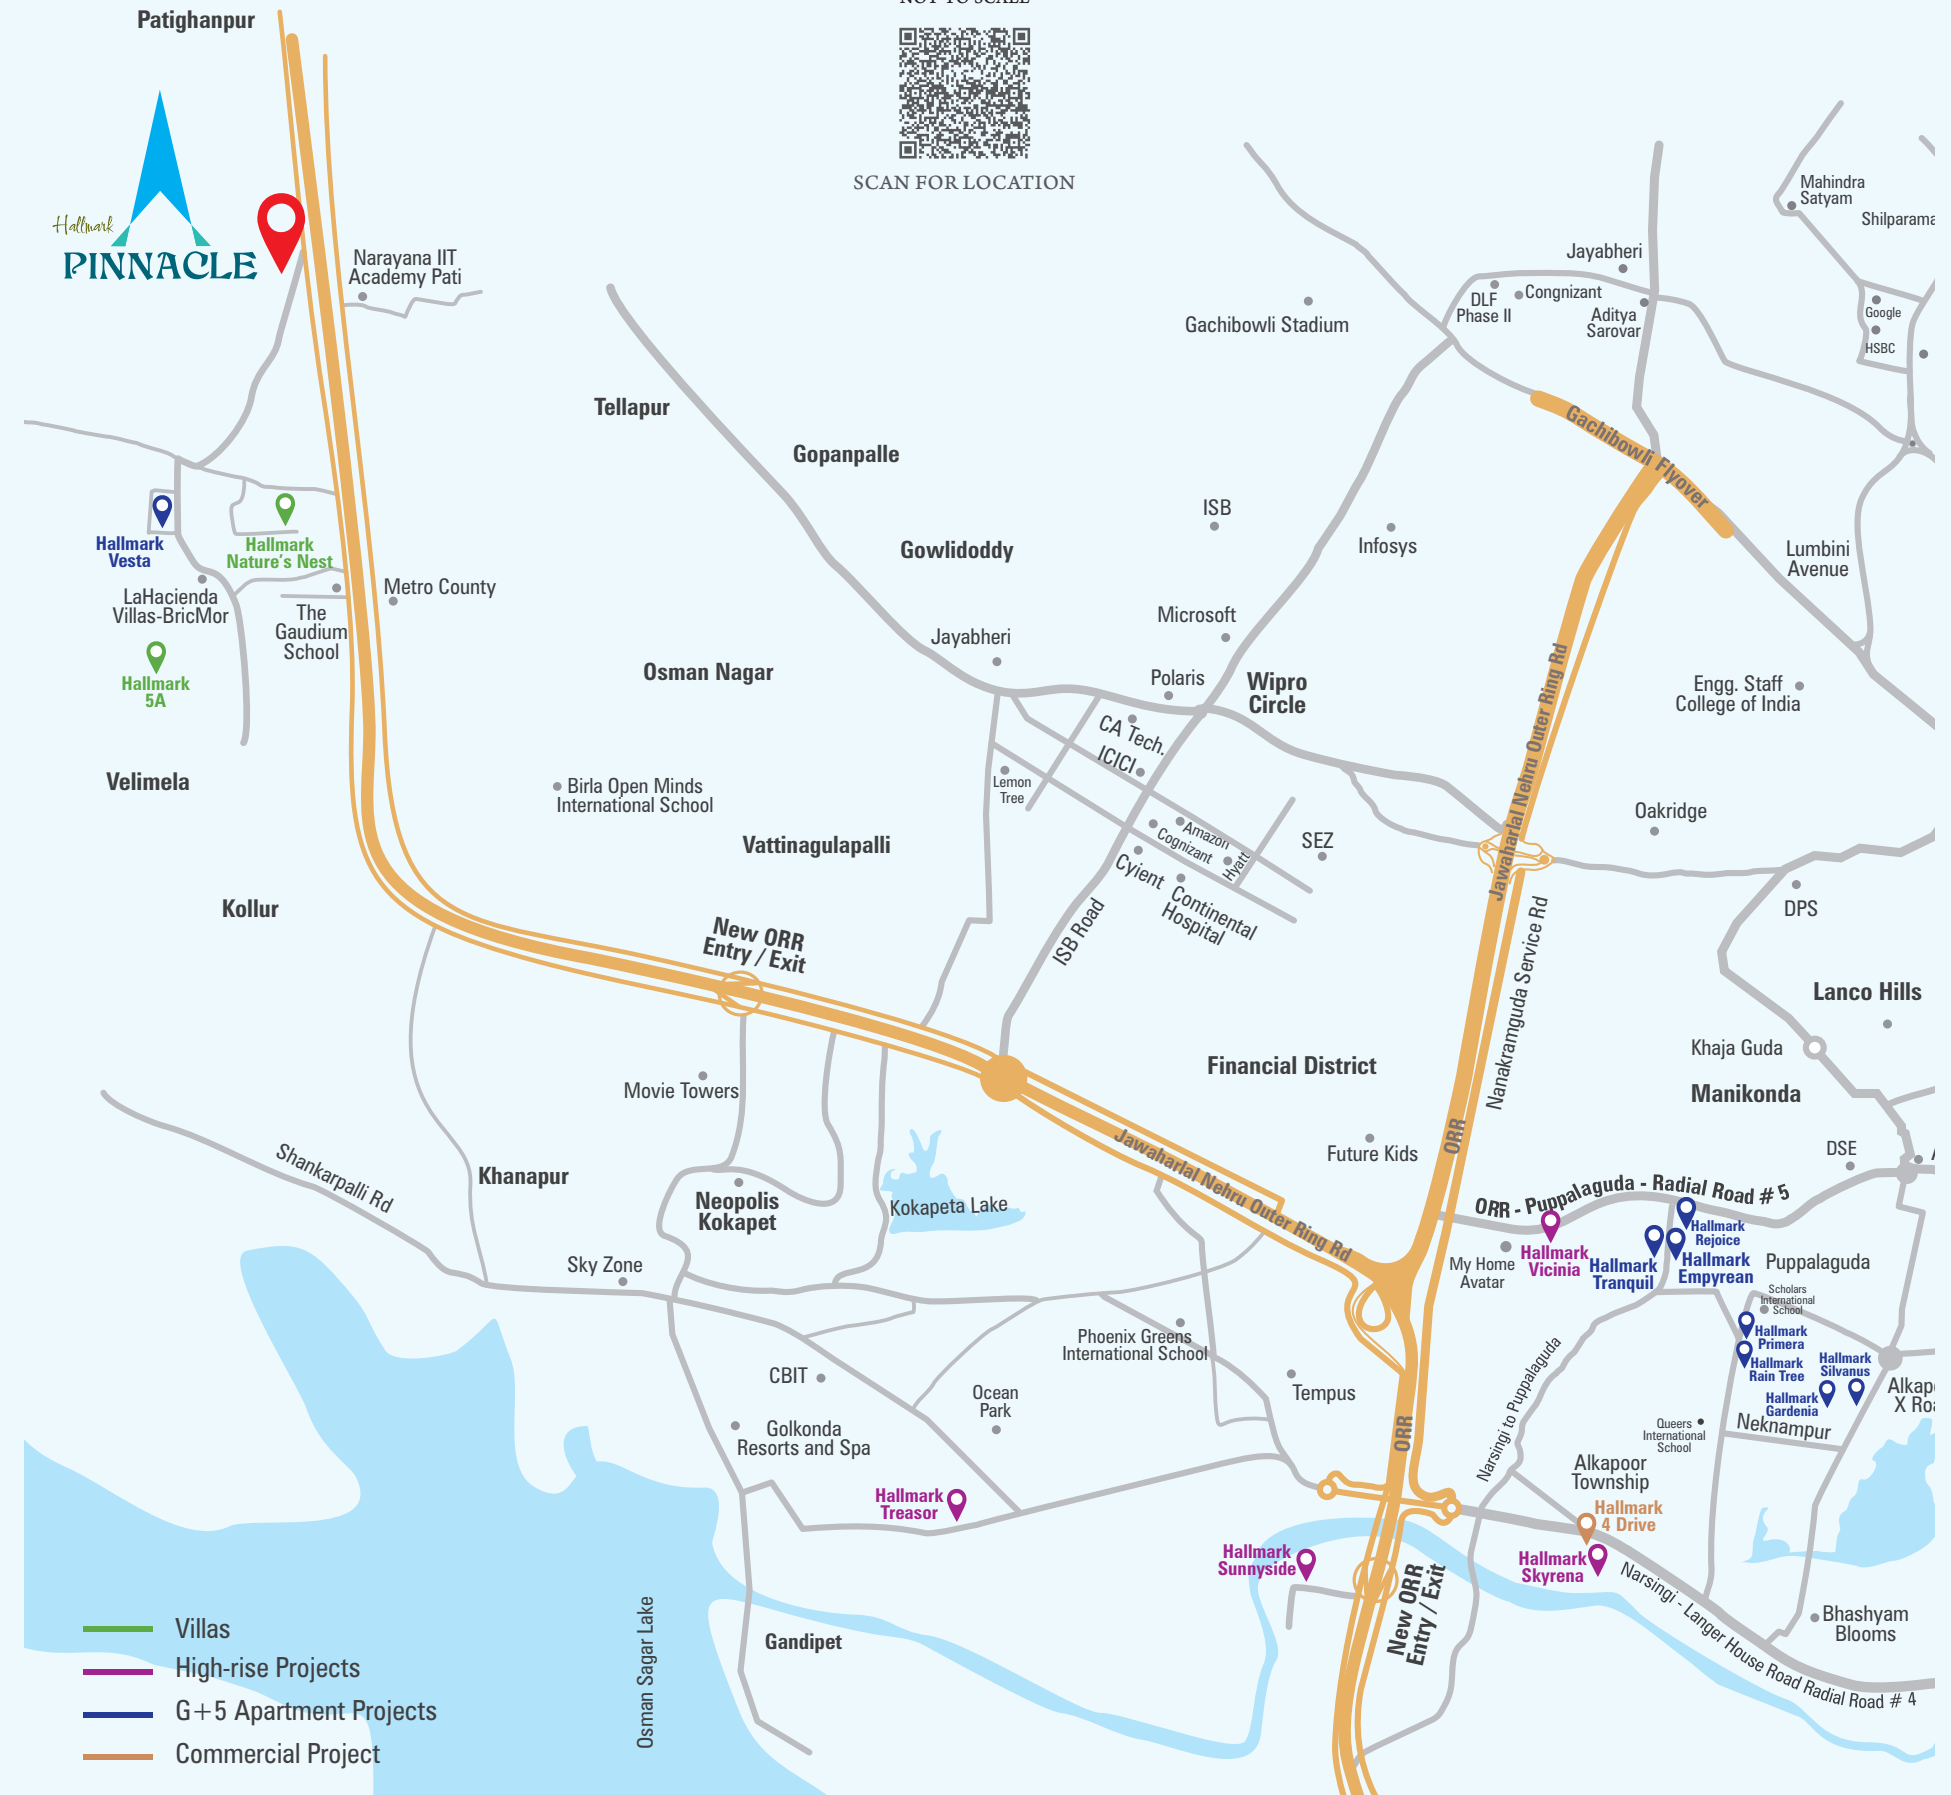 NOT TO SCALE
SCAN FOR LOCATION
Patighanpur
Hallmark
PINNACLE
Narayana IIT
Academy Pati
Mahindra
Satyam
Jayabheri
DLF
Phase II
Congnizant
Aditya
Sarovar
Google
HSBC
Gachibowli Stadium
Tellapur
Gopanpalle
Gachibowli Flyover
ISB
Infosys
Gowlidoddy
Lumbini
Avenue
Hallmark
Vesta
Hallmark
Nature's Nest
LaHacienda
Villas-BricMor
The
Gaudium
School
Metro County
Microsoft
Jayabheri
Hallmark
5A
Osman Nagar
Polaris
Wipro
Circle
Engg. Staff
College of India
CA Tech.
ICICI
Jawaharlal Nehru Outer Ring Rd
Velimela
Birla Open Minds
International School
Lemon
Tree
Amazon
Cognizant
Hyatt
SEZ
Oakridge
Vattinagulapalli
Cyient
Continental
Hospital
Kollur
DPS
New ORR
Entry / Exit
ISB Road
Nanakramguda Service Rd
Lanco Hills
Khaja Guda
Financial District
Manikonda
Movie Towers
Jawaharlal Nehru Outer Ring Rd
Future Kids
ORR
DSE
Shankarpalli Rd
Khanapur
Neopolis
Kokapet
Kokapeta Lake
ORR - Puppalaguda - Radial Road # 5
Hallmark
Rejoice
My Home
Avatar
Hallmark
Vicinia
Hallmark
Tranquil
Hallmark
Empyrean
Puppalaguda
Sky Zone
Scholars
International
School
Phoenix Greens
International School
Hallmark
Primera
Hallmark
Rain Tree
Hallmark
Silvanus
Hallmark
Gardenia
CBIT
Ocean
Park
Tempus
Golkonda
Resorts and Spa
ORR
Narsingi to Puppalaguda
Queers
International
School
Neknampur
Alkapoor
Township
Hallmark
Treasor
Hallmark
4 Drive
Hallmark
Sunnyside
Hallmark
Skyrena
New ORR
Entry / Exit
Narsingi - Langer House Road Radial Road # 4
Bhashyam
Blooms
Osman Sagar Lake
Gandipet
Villas
High-rise Projects
G+5 Apartment Projects
Commercial Project